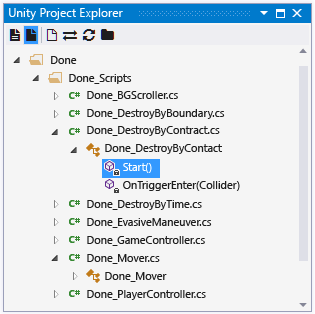 Unity Project Explorer
Done
Done_Scripts
C# Done_BGScroller.cs
C# Done_DestroyByBoundary.cs
C# Done_DestroyByContract.cs
Done_DestroyByContact
Start()
OnTriggerEnter(Collider)
C# Done_DestroyByTime.cs
C# Done_EvasiveManeuver.cs
C# Done_GameController.cs
C# Done_Mover.cs
Done_Mover
C# Done_PlayerController.cs